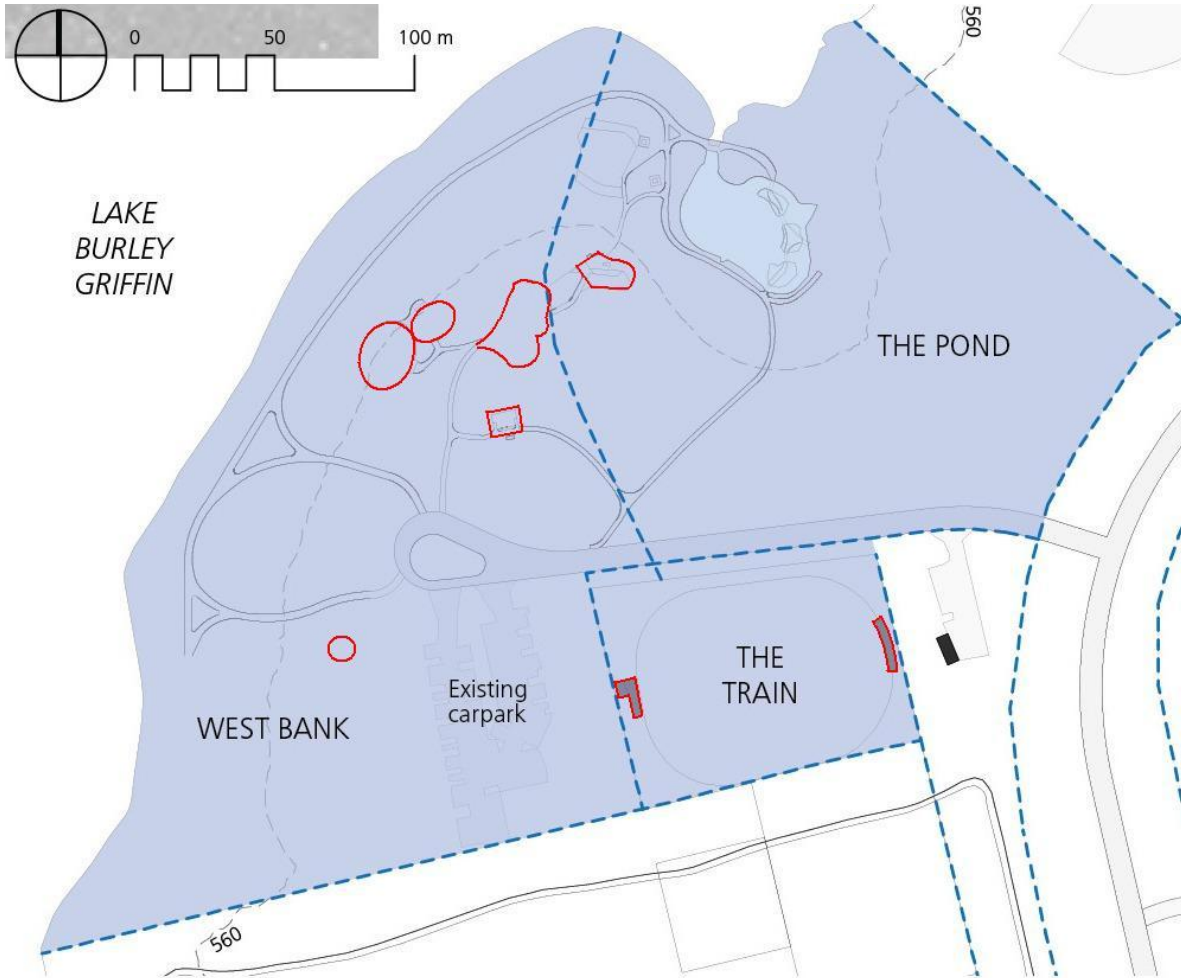 0 50 100 m
560
LAKE
BURLEY
GRIFFIN
THE POND
THE
TRAIN
Existing
carpark
WEST BANK
560